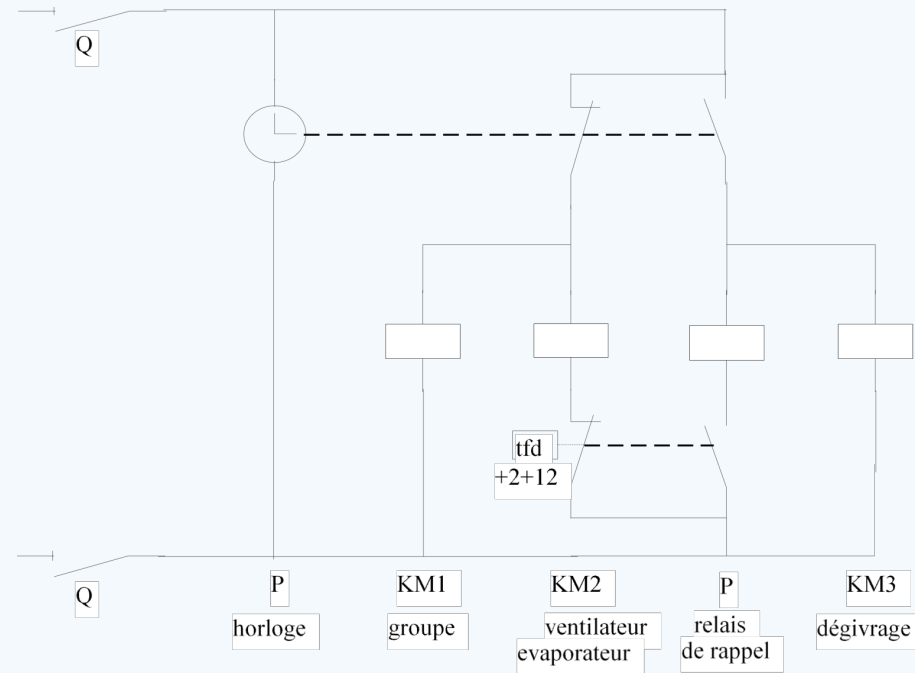 Q
tfd
+2+12
Q
P
KM1
KM2
P
KM3
horloge
groupe
ventilateur
evaporateur
relais
de rappel
dégivrage